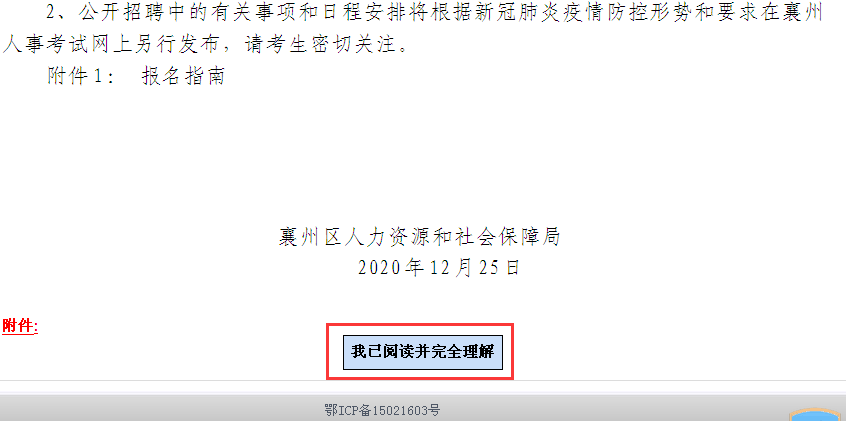 2、公开招聘中的有关事项和日程安排将根据新冠肺炎疫情防控形势和要求在襄州
人事考试网上另行发布，请考生密切关注。
附件1： 报名指南
襄州区人力资源和社会保障局
2020年12月25日
附件:
我已阅读并完全理解
鄂ICP备15021603号